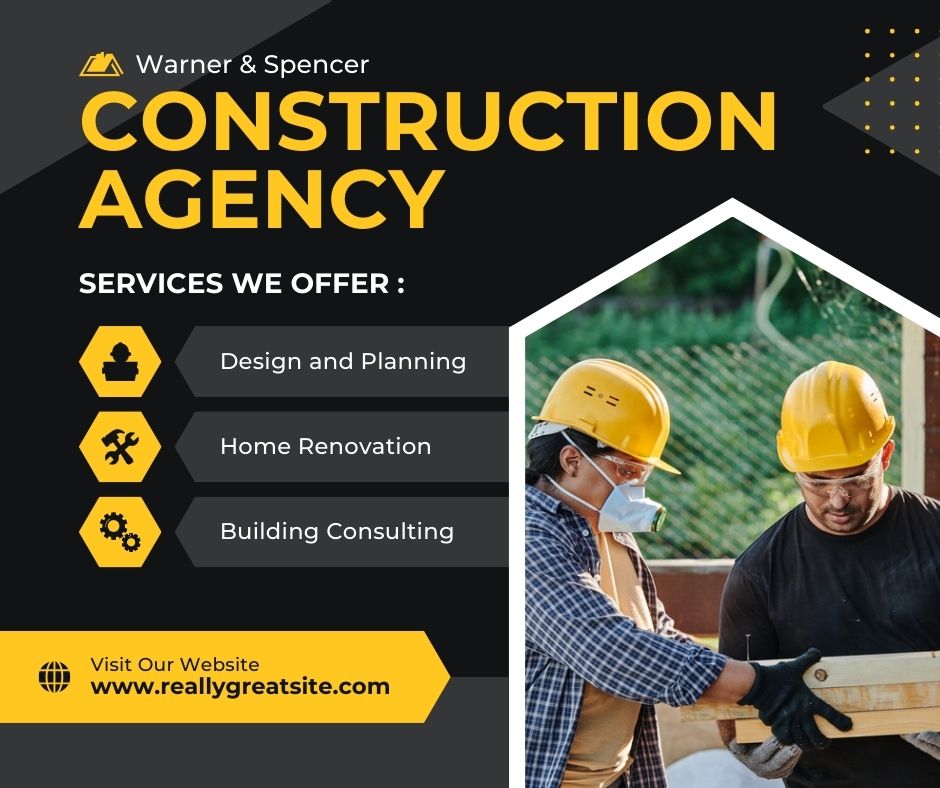 Warner & Spencer
CONSTRUCTION
AGENCY
SERVICES WE OFFER :
Design and Planning
Home Renovation
Building Consulting
Visit Our Website
www.reallygreatsite.com